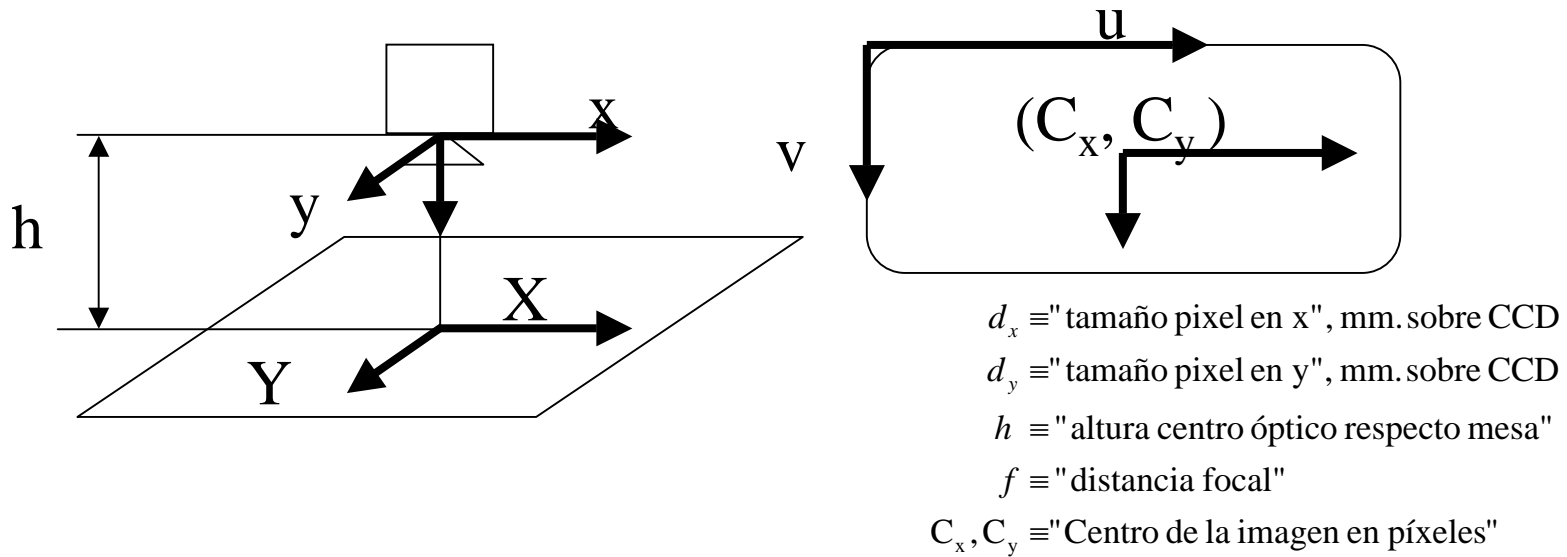 u
x
(Cx, Cy)
v
y
h
X
Y
dx ≡"tamaño pixel en x", mm. sobre CCD
dy ≡"tamaño pixel en y", mm. sobre CCD
h ≡"altura centro óptico respecto mesa"
f ≡"distancia focal"
Cx, Cy ≡"Centro de la imagen en píxeles"